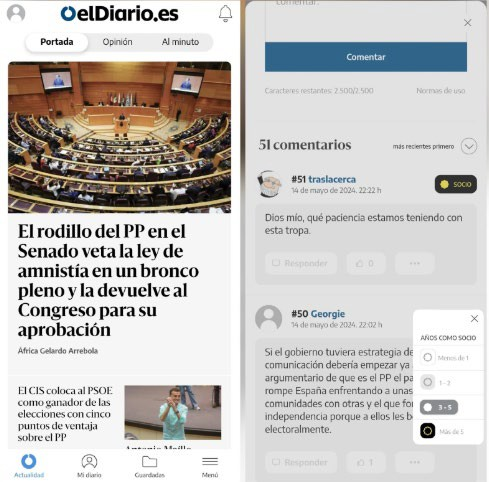 elDiario.es
Portada
Opinión
Al minuto
El rodillo del PP en el
Senado veta la ley de
amnistía en un bronco
pleno y la devuelve al
Congreso para su
aprobación
África Gelardo Arrebola
El CIS coloca al PSOE
como ganador de las
elecciones con cinco
puntos de ventaja
sobre el PP
Antonio Maíllo
Actualidad
Mi diario
Guardadas
Menú
comentar.
Comentar
Caracteres restantes: 2.500/2.500
Normas de uso
51 comentarios
más recientes primero
#51 traslacerca
14 de mayo de 2024, 22:22 h
SOCIO
Dios mío, qué paciencia estamos teniendo con
esta tropa.
Responder
0
#50 Georgie
14 de mayo de 2024, 22:02 h
Si el gobierno tuviera estrategia de
comunicación debería empezar ya
argumentario de que es el PP el
rompe España enfrentando a unas
comunidades con otras y el que
independencia porque a ellos les
electoralmente.
Responder
1
AÑOS COMO SOCIO
Menos de 1
1 - 2
3 - 5
Más de 5